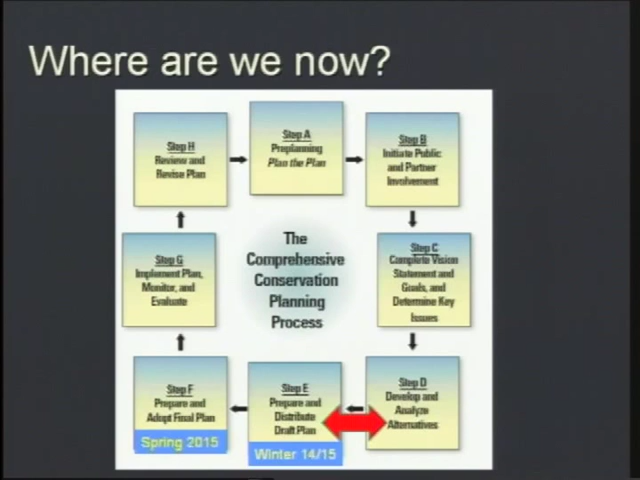 Where are we now?
Step H
Review and
Revise Plan
Step A
Preplanning
Plan the Plan
Step B
Initiate Public
and Partner
Involvement
Step G
Implement Plan,
Monitor, and
Evaluate
The
Comprehensive
Conservation
Planning
Process
Step C
Complete Vision
Statement and
Goals, and
Determine Key
Issues
Step F
Prepare and
Adopt Final Plan
Spring 2015
Step E
Prepare and
Distribute
Draft Plan
Winter 14/15
Step D
Develop and
Analyze
Alternatives